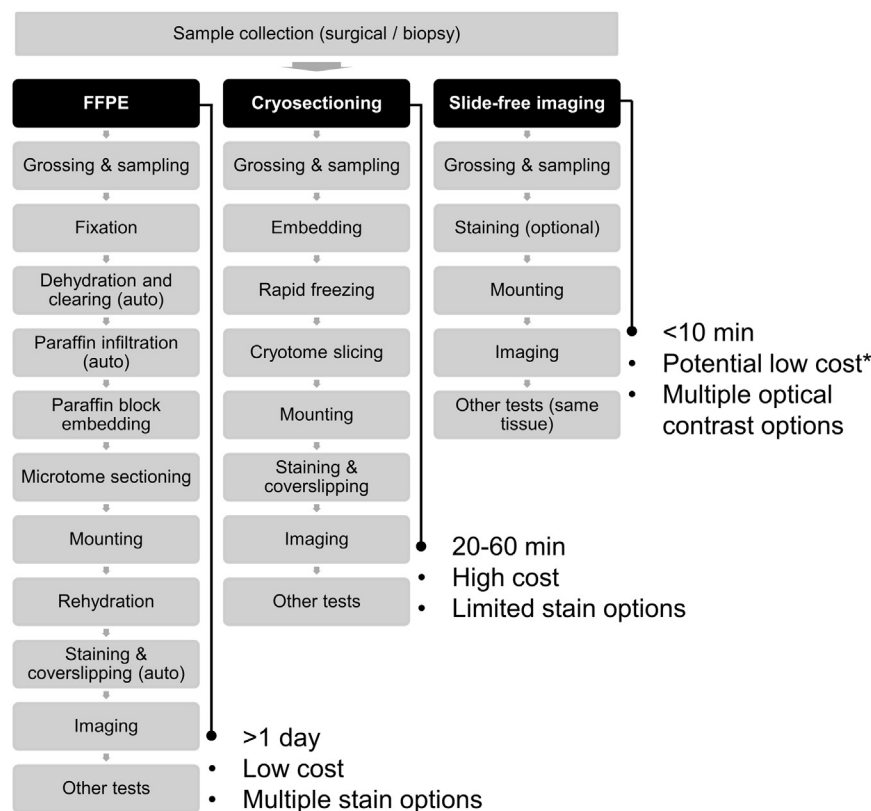 Sample collection (surgical / biopsy)
FFPE
Grossing & sampling
Fixation
Dehydration and
clearing (auto)
Paraffin infiltration
(auto)
Paraffin block
embedding
Microtome sectioning
Mounting
Rehydration
Staining &
coverslipping (auto)
Imaging
Other tests
>1 day
• Low cost
• Multiple stain options
Cryosectioning
Grossing & sampling
Embedding
Rapid freezing
Cryotome slicing
Mounting
Staining &
coverslipping
Imaging
Other tests
20-60 min
• High cost
• Limited stain options
Slide-free imaging
Grossing & sampling
Staining (optional)
Mounting
Imaging
Other tests (same
tissue)
<10 min
• Potential low cost*
• Multiple optical
contrast options